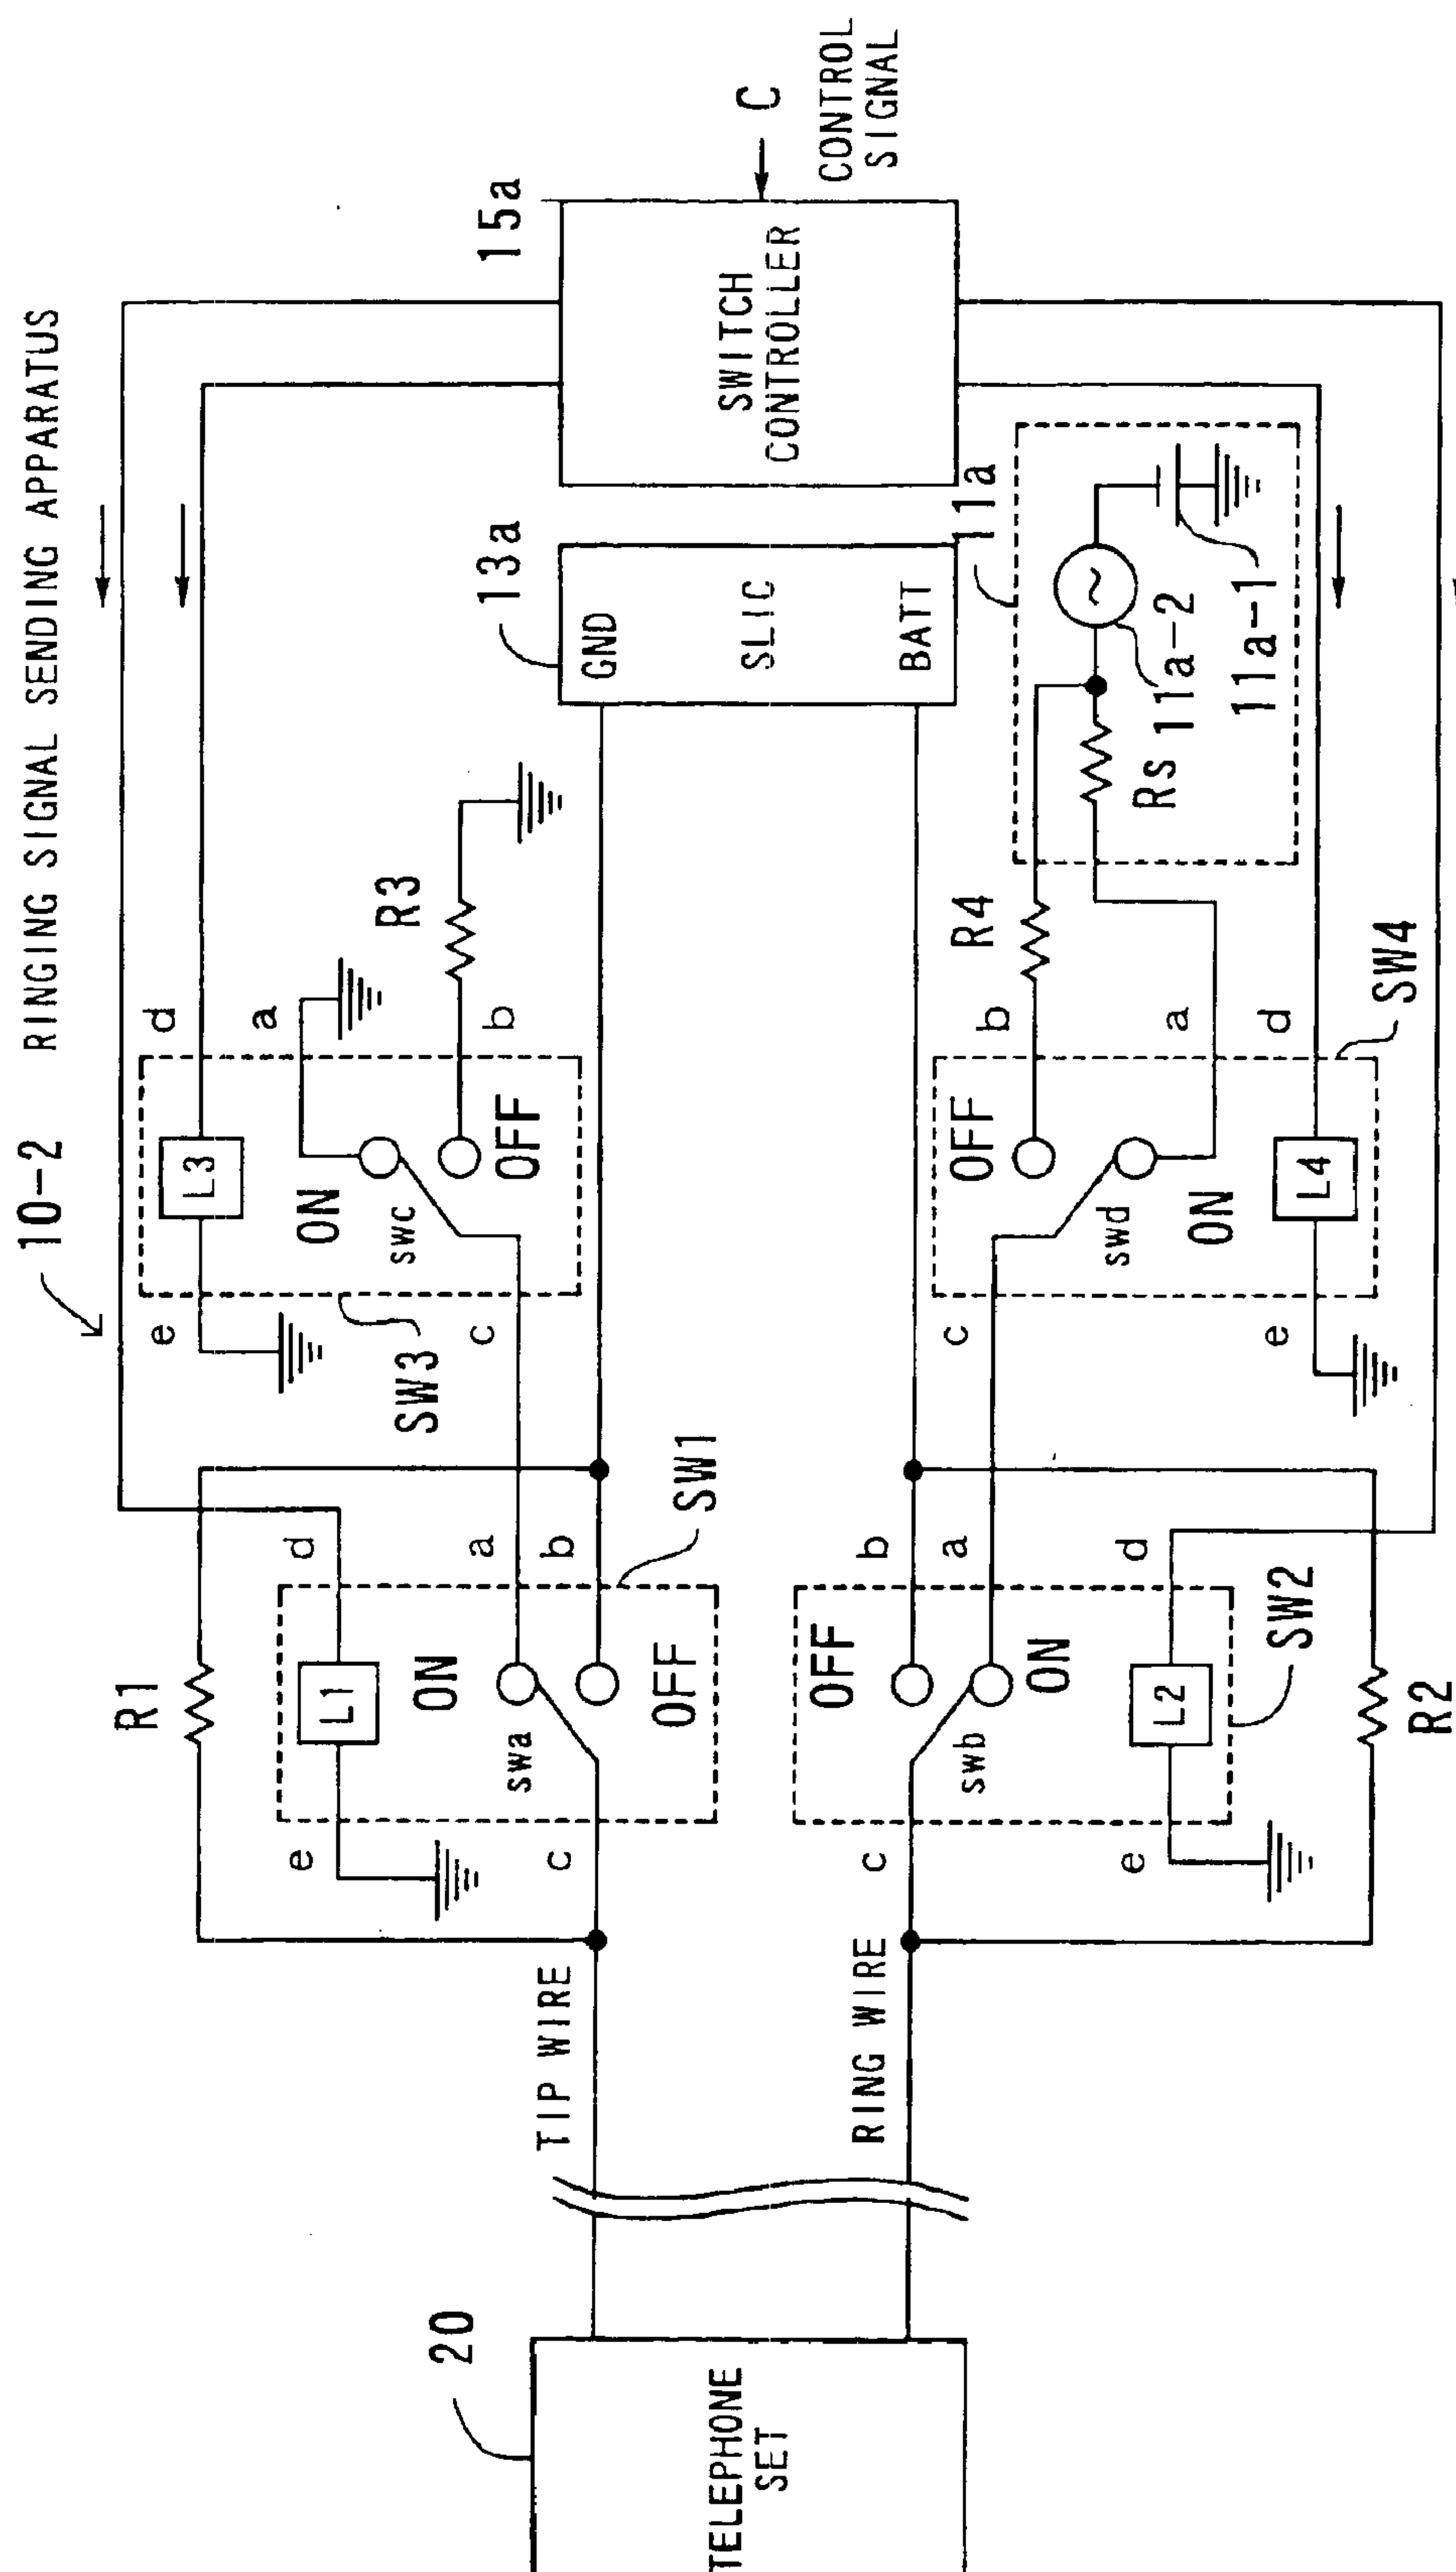 10-2 RINGING SIGNAL SENDING APPARATUS
R1
L1
e
d
ON
swa
OFF
c
a
b
SW1
L3
e
d
a
ON
swc
OFF
c
b
SW3
R3
13a
GND
SLIC
BATT
15a
SWITCH
CONTROLLER
C
CONTROL
SIGNAL
20
TELEPHONE
SET
TIP WIRE
RING WIRE
OFF
b
a
c
swb
ON
d
e
L2
SW2
R2
OFF
b
c
swd
a
ON
d
e
L4
SW4
R4
Rs
11a
11a-2
11a-1